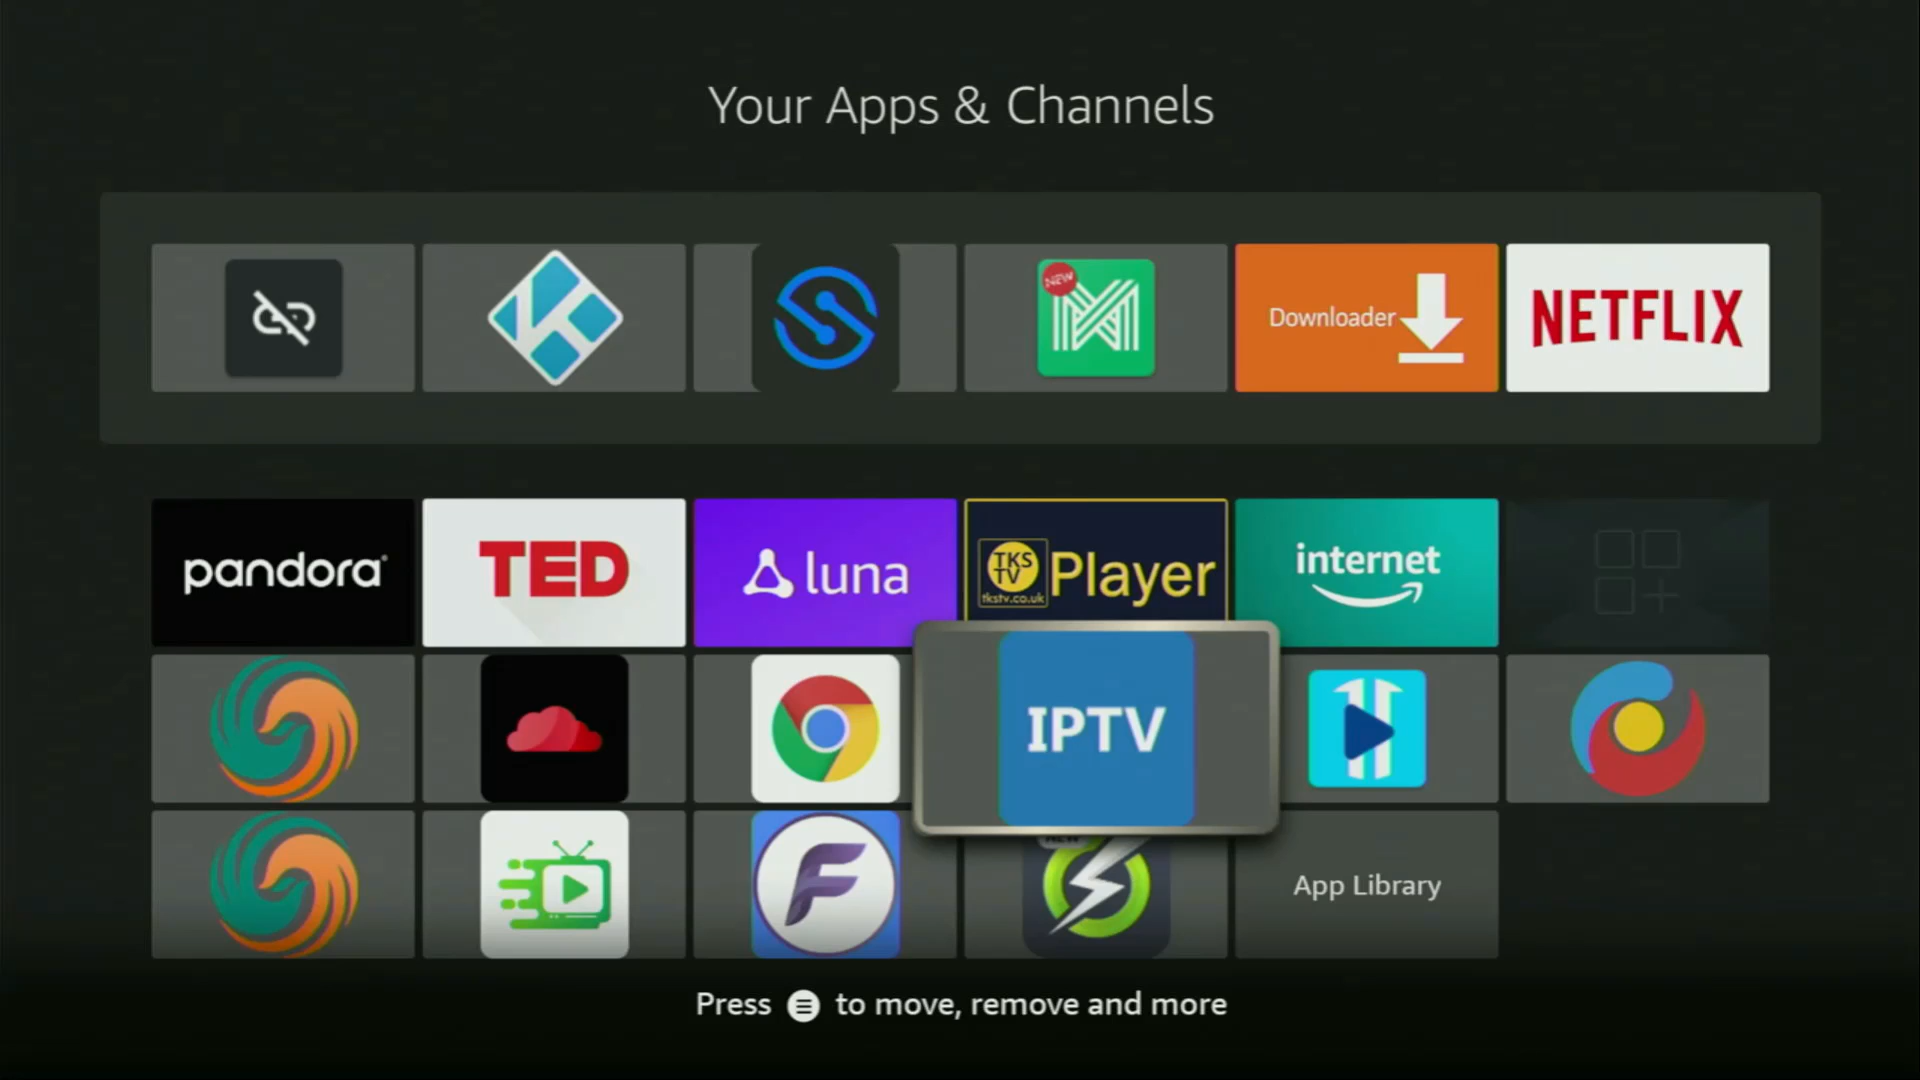 Your Apps & Channels
NEW
Downloader
NETFLIX
pandora
TED
luna
TKS
TV
tkstv.co.uk
Player
internet
IPTV
App Library
Press to move, remove and more